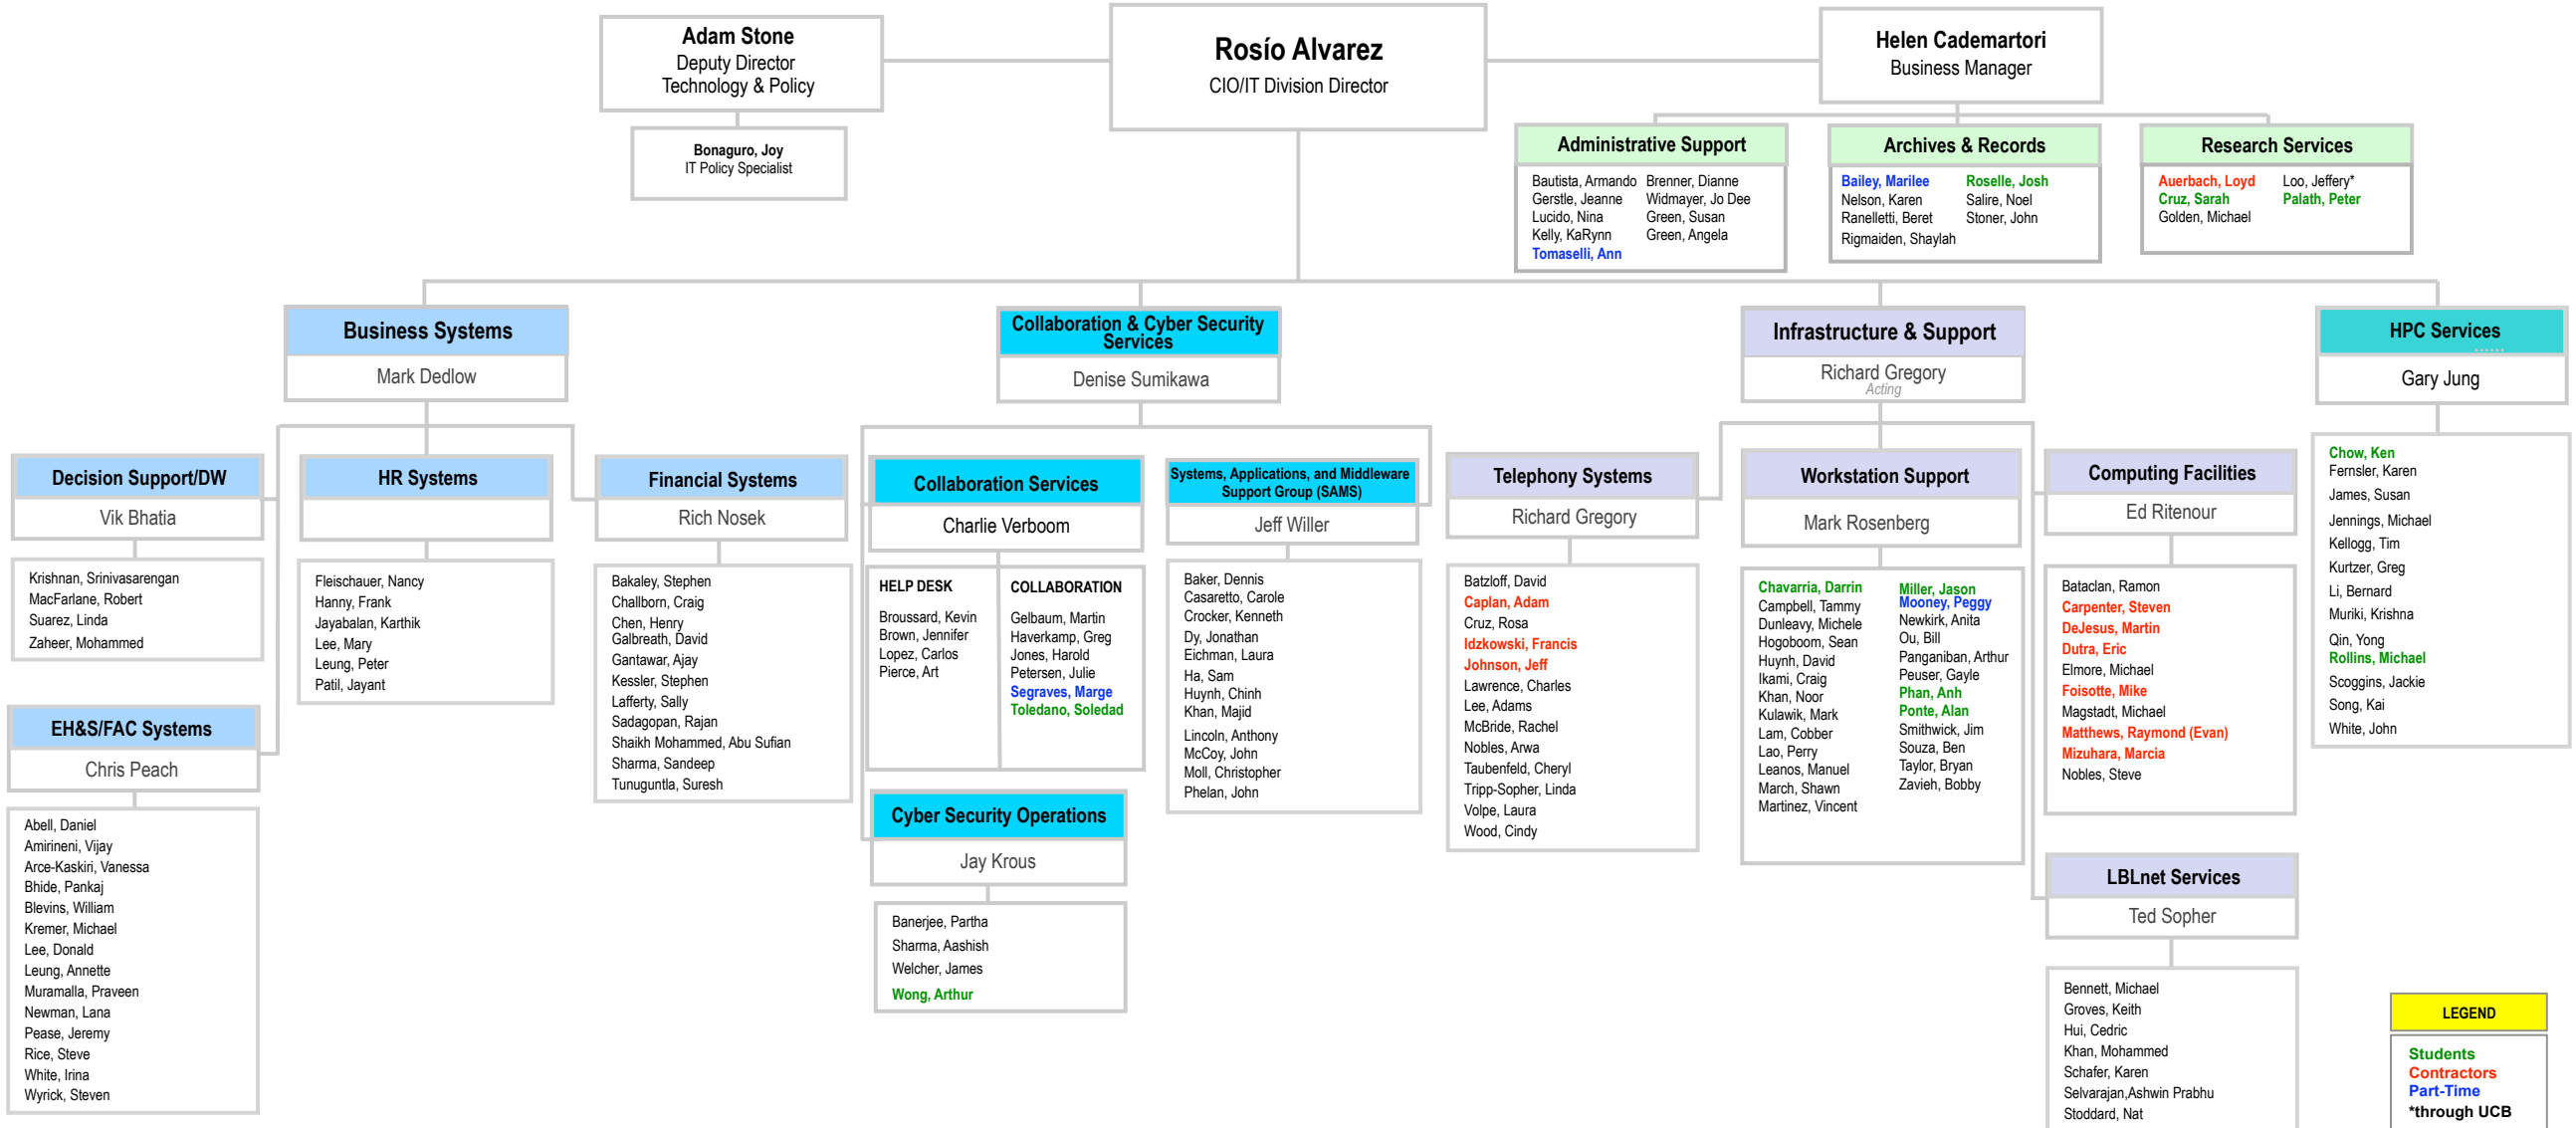 Adam Stone
Deputy Director
Technology & Policy
Rosío Alvarez
CIO/IT Division Director
Helen Cademartori
Business Manager
Bonaguro, Joy
IT Policy Specialist
Administrative Support
Bautista, Armando
Gerstle, Jeanne
Lucido, Nina
Kelly, KaRynn
Tomaselli, Ann
Brenner, Dianne
Widmayer, Jo Dee
Green, Susan
Green, Angela
Archives & Records
Bailey, Marilee
Nelson, Karen
Ranelletti, Beret
Rigmaiden, Shaylah
Roselle, Josh
Salire, Noel
Stoner, John
Research Services
Auerbach, Loyd
Cruz, Sarah
Golden, Michael
Loo, Jeffery*
Palath, Peter
Business Systems
Mark Dedlow
Collaboration & Cyber Security
Services
Denise Sumikawa
Infrastructure & Support
Richard Gregory
Acting
HPC Services
Gary Jung
Decision Support/DW
Vik Bhatia
Krishnan, Srinivasarengan
MacFarlane, Robert
Suarez, Linda
Zaheer, Mohammed
EH&S/FAC Systems
Chris Peach
Abell, Daniel
Amirineni, Vijay
Arce-Kaskiri, Vanessa
Bhide, Pankaj
Blevins, William
Kremer, Michael
Lee, Donald
Leung, Annette
Muramalla, Praveen
Newman, Lana
Pease, Jeremy
Rice, Steve
White, Irina
Wyrick, Steven
HR Systems
Fleischauer, Nancy
Hanny, Frank
Jayabalan, Karthik
Lee, Mary
Leung, Peter
Patil, Jayant
Financial Systems
Rich Nosek
Bakaley, Stephen
Challborn, Craig
Chen, Henry
Galbreath, David
Gantawar, Ajay
Kessler, Stephen
Lafferty, Sally
Sadagopan, Rajan
Shaikh Mohammed, Abu Sufian
Sharma, Sandeep
Tunuguntla, Suresh
Collaboration Services
Charlie Verboom
HELP DESK
Broussard, Kevin
Brown, Jennifer
Lopez, Carlos
Pierce, Art
COLLABORATION
Gelbaum, Martin
Haverkamp, Greg
Jones, Harold
Petersen, Julie
Segraves, Marge
Toledano, Soledad
Cyber Security Operations
Jay Krous
Banerjee, Partha
Sharma, Aashish
Welcher, James
Wong, Arthur
Systems, Applications, and Middleware
Support Group (SAMS)
Jeff Willer
Baker, Dennis
Casaretto, Carole
Crocker, Kenneth
Dy, Jonathan
Eichman, Laura
Ha, Sam
Huynh, Chinh
Khan, Majid
Lincoln, Anthony
McCoy, John
Moll, Christopher
Phelan, John
Telephony Systems
Richard Gregory
Batzloff, David
Caplan, Adam
Cruz, Rosa
Idzkowski, Francis
Johnson, Jeff
Lawrence, Charles
Lee, Adams
McBride, Rachel
Nobles, Arwa
Taubenfeld, Cheryl
Tripp-Sopher, Linda
Volpe, Laura
Wood, Cindy
Workstation Support
Mark Rosenberg
Chavarria, Darrin
Campbell, Tammy
Dunleavy, Michele
Hogoboom, Sean
Huynh, David
Ikami, Craig
Khan, Noor
Kulawik, Mark
Lam, Cobber
Lao, Perry
Leanos, Manuel
March, Shawn
Martinez, Vincent
Miller, Jason
Mooney, Peggy
Newkirk, Anita
Ou, Bill
Panganiban, Arthur
Peuser, Gayle
Phan, Anh
Ponte, Alan
Smithwick, Jim
Souza, Ben
Taylor, Bryan
Zavieh, Bobby
Computing Facilities
Ed Ritenour
Bataclan, Ramon
Carpenter, Steven
DeJesus, Martin
Dutra, Eric
Elmore, Michael
Foisotte, Mike
Magstadt, Michael
Matthews, Raymond (Evan)
Mizuhara, Marcia
Nobles, Steve
LBLnet Services
Ted Sopher
Bennett, Michael
Groves, Keith
Hui, Cedric
Khan, Mohammed
Schafer, Karen
Selvarajan,Ashwin Prabhu
Stoddard, Nat
Chow, Ken
Fernsler, Karen
James, Susan
Jennings, Michael
Kellogg, Tim
Kurtzer, Greg
Li, Bernard
Muriki, Krishna
Qin, Yong
Rollins, Michael
Scoggins, Jackie
Song, Kai
White, John
LEGEND
Students
Contractors
Part-Time
*through UCB